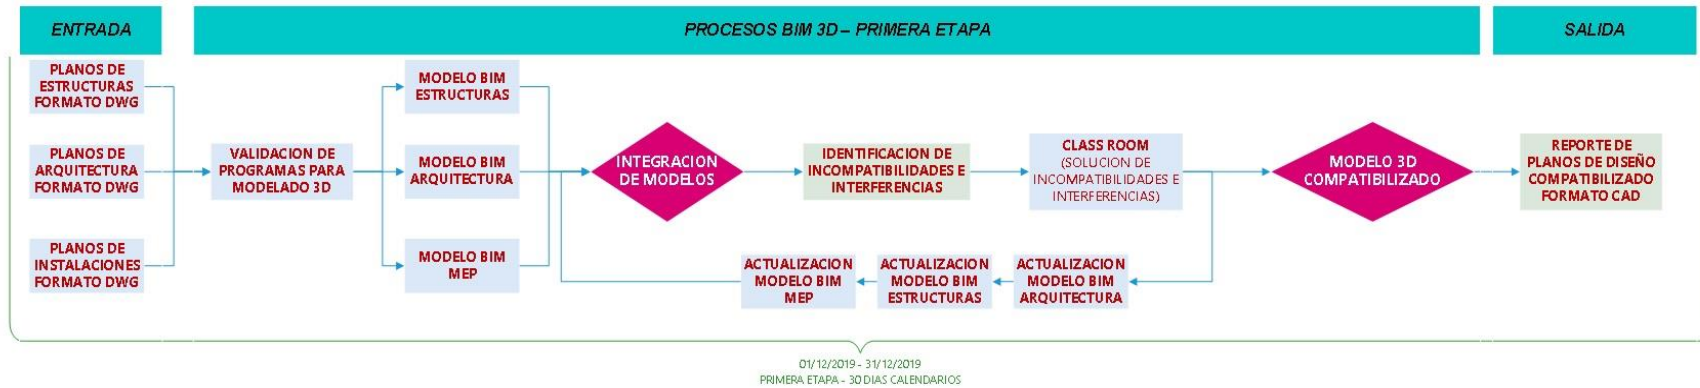 ENTRADA
PROCESOS BIM 3D – PRIMERA ETAPA
SALIDA
PLANOS DE
ESTRUCTURAS
FORMATO DWG
PLANOS DE
ARQUITECTURA
FORMATO DWG
PLANOS DE
INSTALACIONES
FORMATO DWG
VALIDACION DE
PROGRAMAS PARA
MODELADO 3D
MODELO BIM
ESTRUCTURAS
MODELO BIM
ARQUITECTURA
MODELO BIM
MEP
INTEGRACION
DE MODELOS
IDENTIFICACION DE
INCOMPATIBILIDADES E
INTERFERENCIAS
CLASS ROOM
(SOLUCION DE
INCOMPATIBILIDADES E
INTERFERENCIAS)
ACTUALIZACION
MODELO BIM
MEP
ACTUALIZACION
MODELO BIM
ESTRUCTURAS
ACTUALIZACION
MODELO BIM
ARQUITECTURA
MODELO 3D
COMPATIBILIZADO
REPORTE DE
PLANOS DE DISEÑO
COMPATIBILIZADO
FORMATO CAD
01/12/2019 - 31/12/2019
PRIMERA ETAPA - 30 DIAS CALENDARIOS